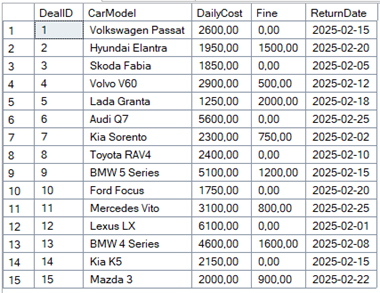 DealID CarModel DailyCost Fine ReturnDate
1 1 Volkswagen Passat 2600,00 0,00 2025-02-15
2 2 Hyundai Elantra 1950,00 1500,00 2025-02-20
3 3 Skoda Fabia 1850,00 0,00 2025-02-05
4 4 Volvo V60 2900,00 500,00 2025-02-12
5 5 Lada Granta 1250,00 2000,00 2025-02-18
6 6 Audi Q7 5600,00 0,00 2025-02-25
7 7 Kia Sorento 2300,00 750,00 2025-02-02
8 8 Toyota RAV4 2400,00 0,00 2025-02-10
9 9 BMW 5 Series 5100,00 1200,00 2025-02-15
10 10 Ford Focus 1750,00 0,00 2025-02-20
11 11 Mercedes Vito 3100,00 800,00 2025-02-25
12 12 Lexus LX 6100,00 0,00 2025-02-01
13 13 BMW 4 Series 4600,00 1600,00 2025-02-08
14 14 Kia K5 2150,00 0,00 2025-02-15
15 15 Mazda 3 2000,00 900,00 2025-02-22